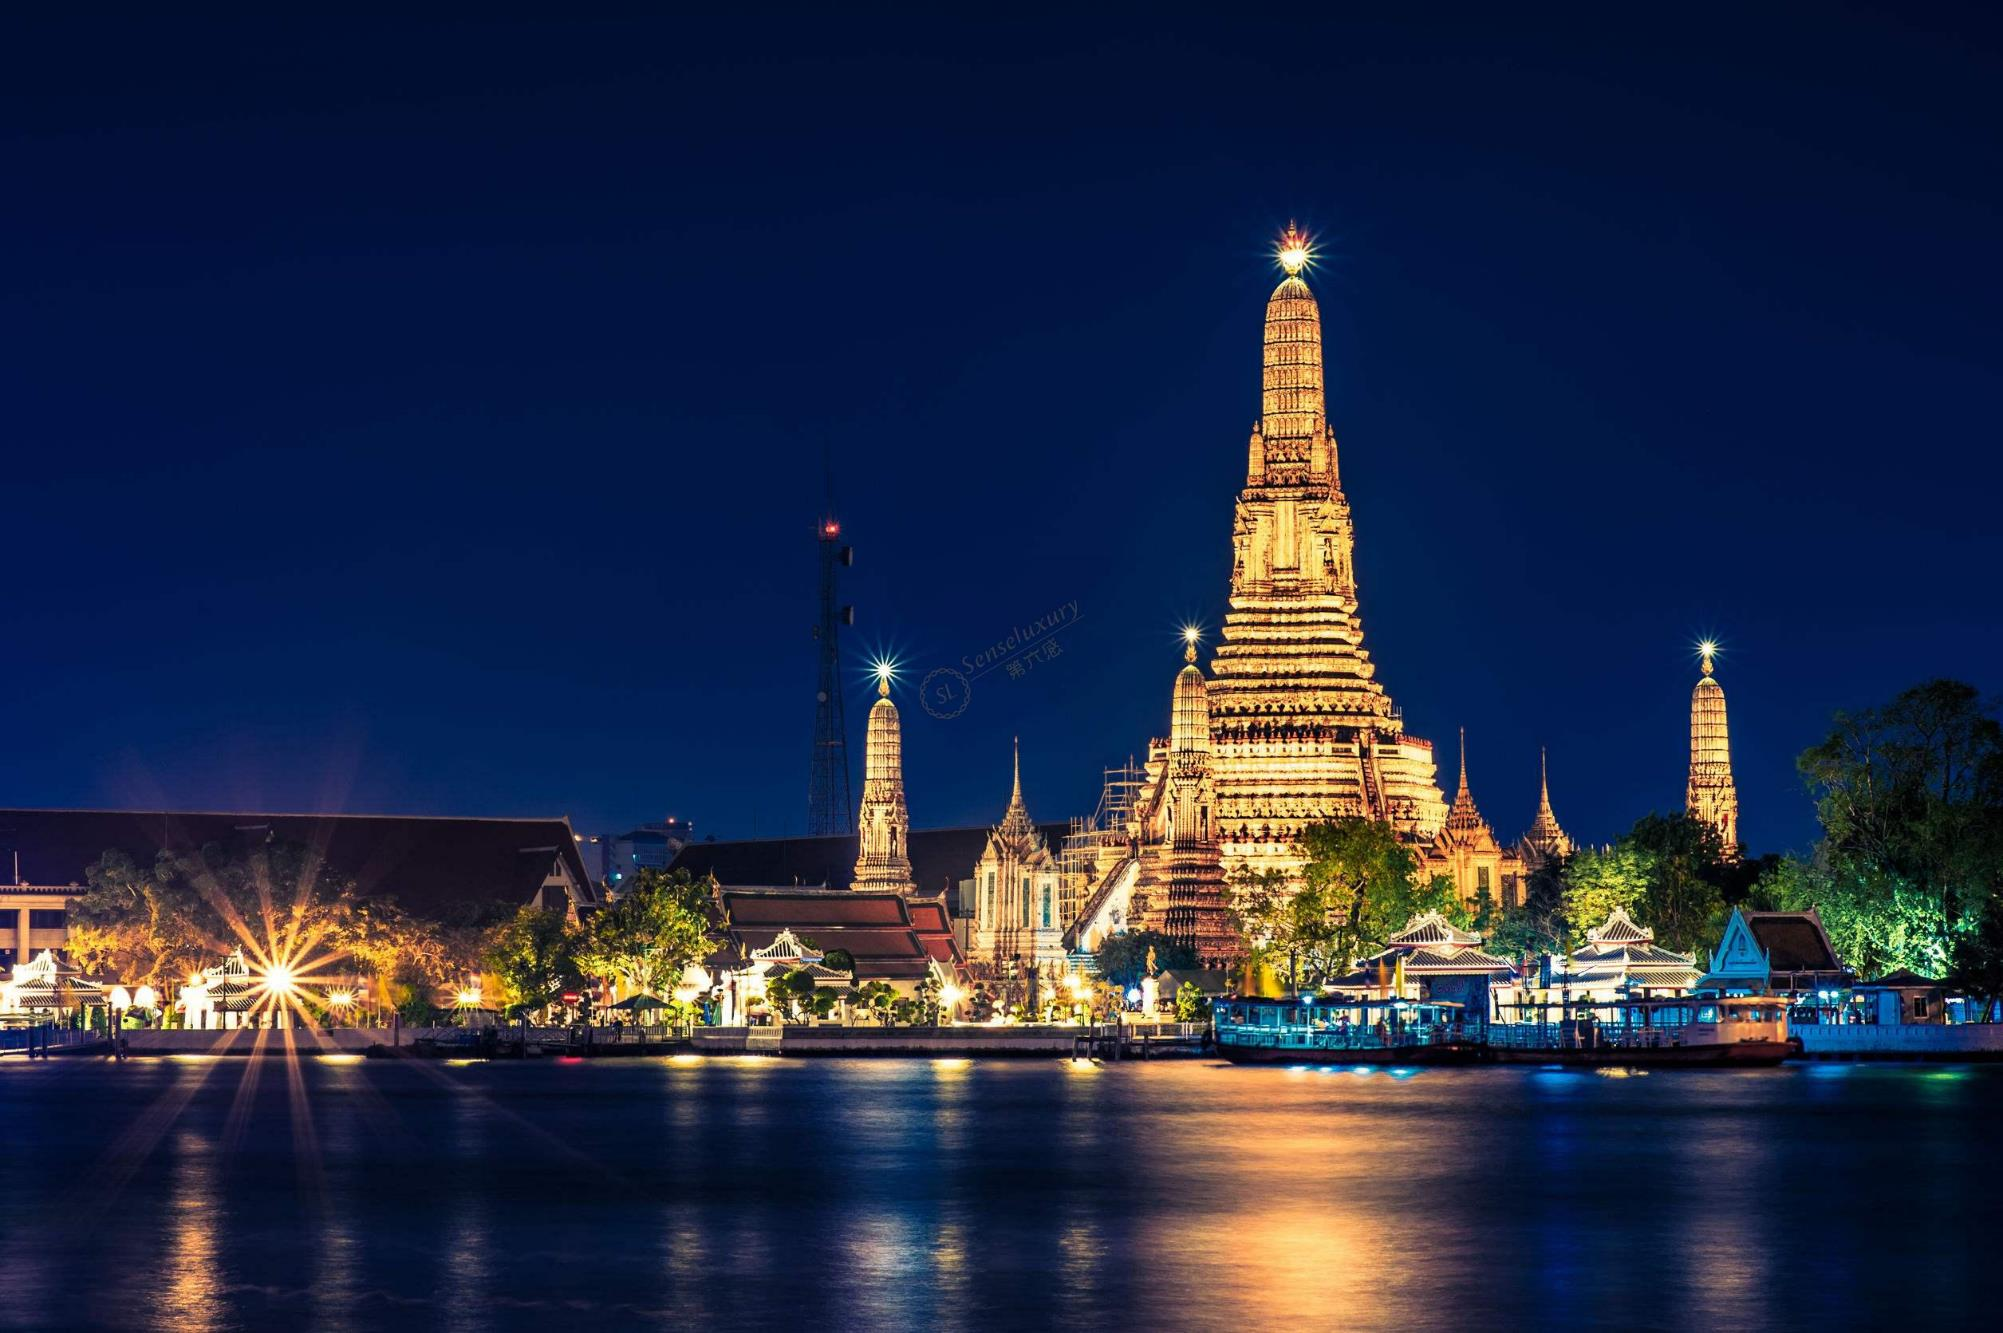 SL Senseluxury
第六感